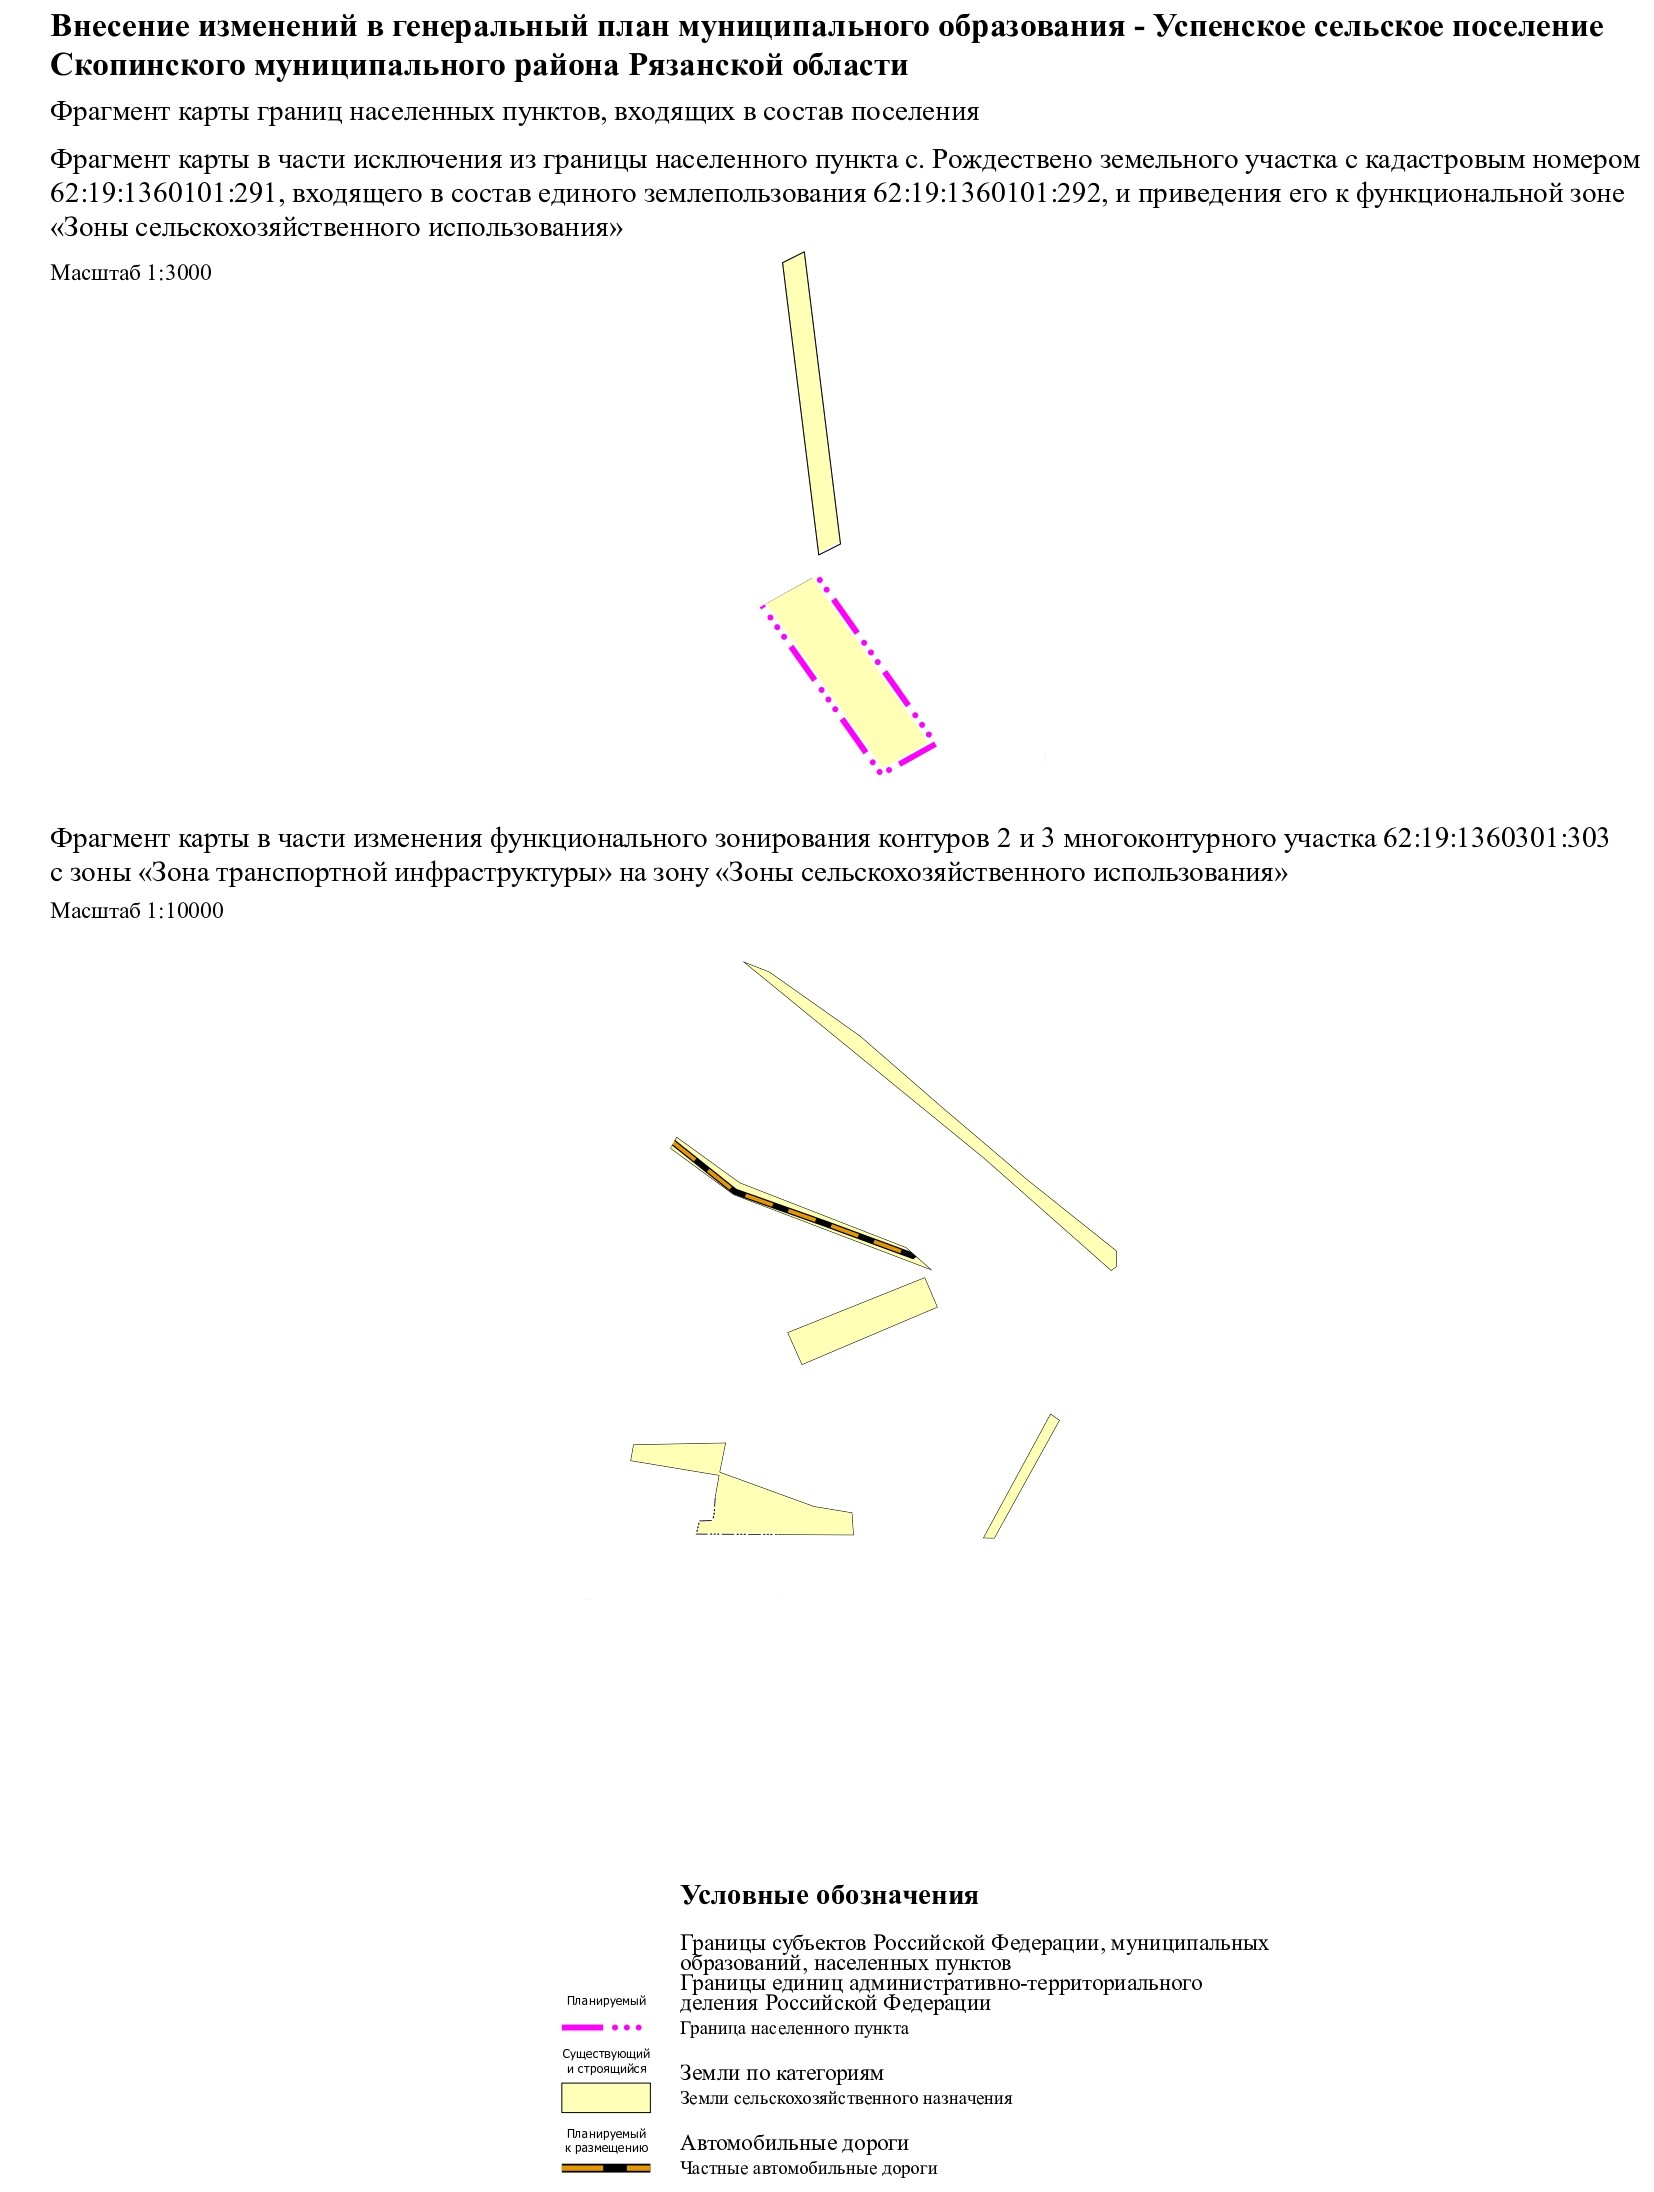 Внесение изменений в генеральный план муниципального образования - Успенское сельское поселение
Скопинского муниципального района Рязанской области
Фрагмент карты границ населенных пунктов, входящих в состав поселения
Фрагмент карты в части исключения из границы населенного пункта с. Рождествено земельного участка с кадастровым номером
62:19:1360101:291, входящего в состав единого землепользования 62:19:1360101:292, и приведения его к функциональной зоне
«Зоны сельскохозяйственного использования»
Масштаб 1:3000
Фрагмент карты в части изменения функционального зонирования контуров 2 и 3 многоконтурного участка 62:19:1360301:303
с зоны «Зона транспортной инфраструктуры» на зону «Зоны сельскохозяйственного использования»
Масштаб 1:10000
Условные обозначения
Границы субъектов Российской Федерации, муниципальных
образований, населенных пунктов
Границы единиц административно-территориального
деления Российской Федерации
Планируемый
Граница населенного пункта
Существующий
и строящийся
Земли по категориям
Земли сельскохозяйственного назначения
Планируемый
к размещению
Автомобильные дороги
Частные автомобильные дороги